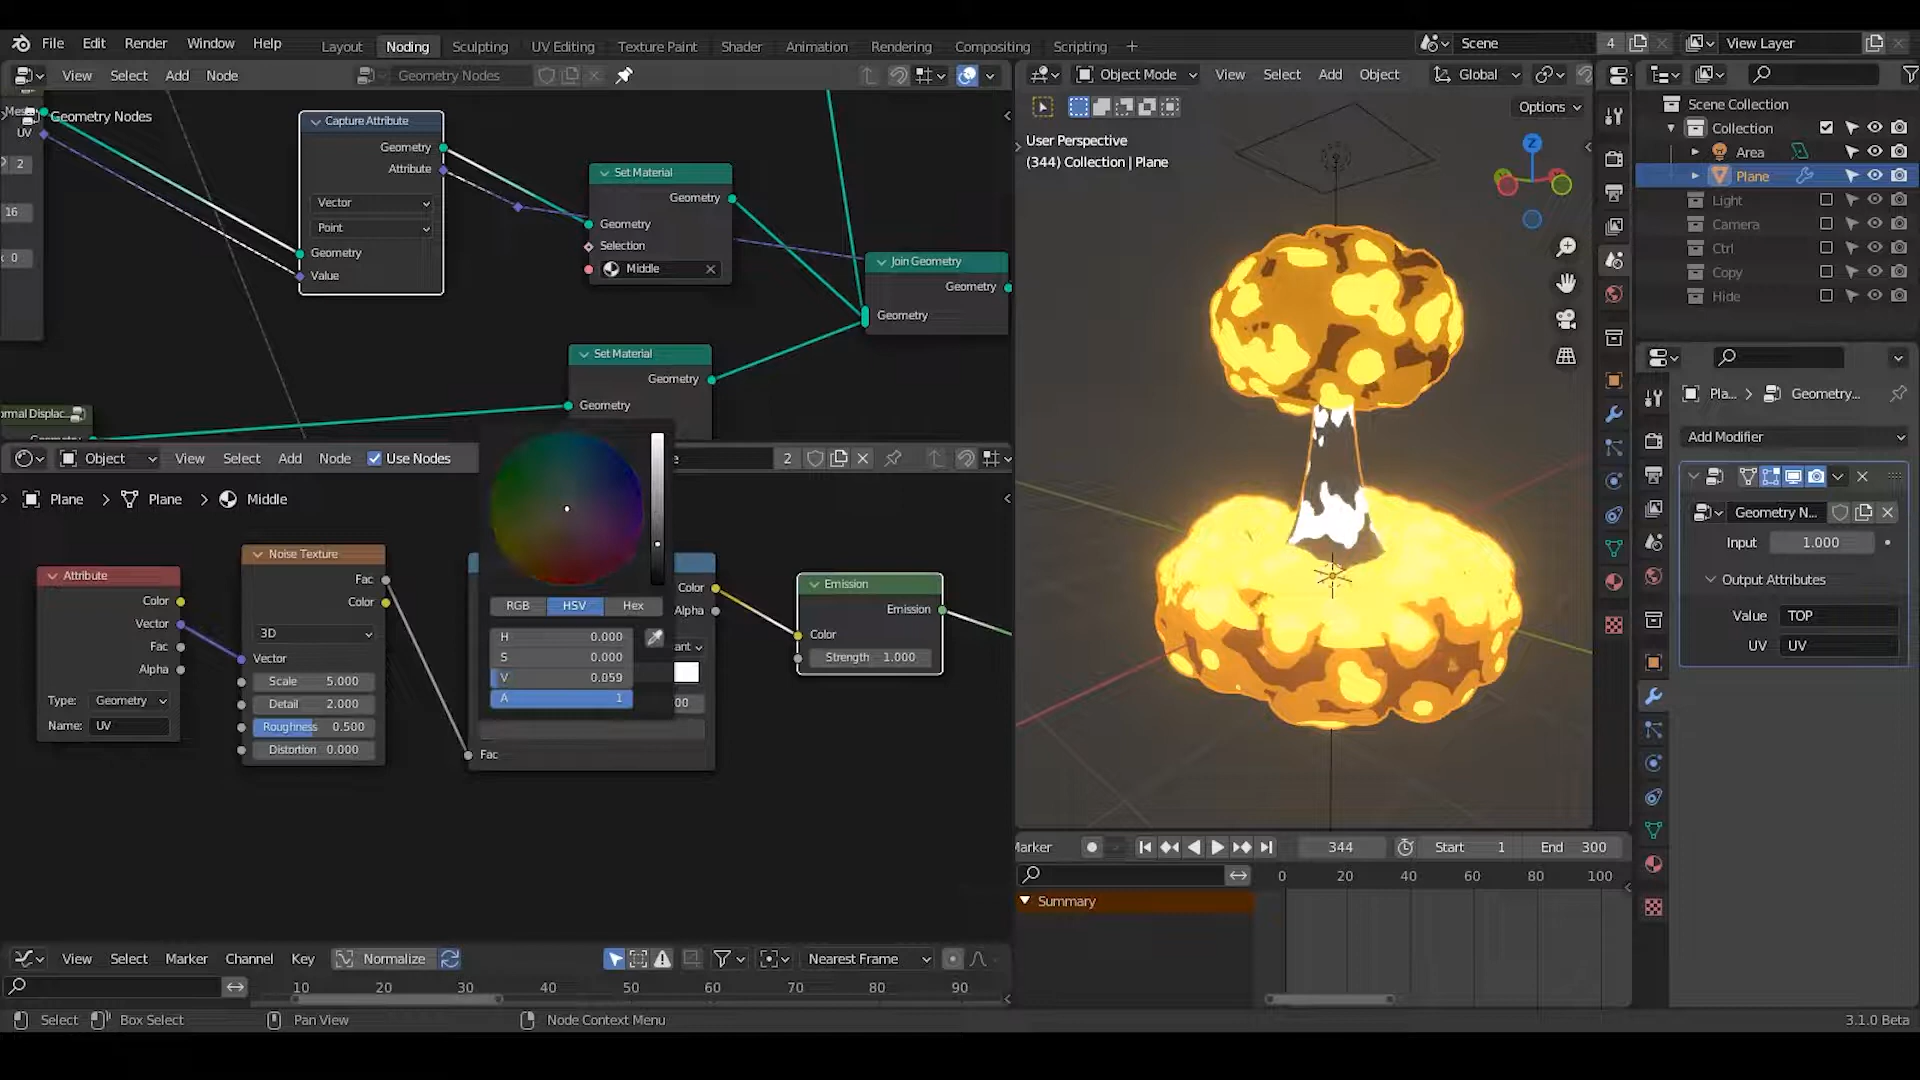 File Edit Render Window Help Layout Noding Sculpting UV Editing Texture Paint Shader Animation Rendering Compositing Scripting + Scene 4 View Layer
View Select Add Node Geometry Nodes
Object Mode View Select Add Object Global
Options
User Perspective
(344) Collection | Plane
Geometry Nodes
UV
2
16
0
Capture Attribute
Geometry
Attribute
Vector
Point
Geometry
Value
Set Material
Geometry
Geometry
Selection
Middle
Join Geometry
Geometry
Geometry
Set Material
Geometry
Geometry
Scene Collection
Collection
Area
Plane
Light
Camera
Ctrl
Copy
Hide
Pla... > Geometry...
Add Modifier
Geometry N...
Input 1.000
Output Attributes
Value TOP
UV UV
Object View Select Add Node Use Nodes 2
Plane > Plane > Middle
Attribute
Color
Vector
Fac
Alpha
Type: Geometry
Name: UV
Noise Texture
Fac
Color
3D
Vector
Scale 5.000
Detail 2.000
Roughness 0.500
Distortion 0.000
RGB HSV Hex
H 0.000
S 0.000
V 0.059
A 1
Color
Alpha
ant
00
Fac
Emission
Emission
Color
Strength 1.000
arker 344 Start 1 End 300
0 20 40 60 80 100
Summary
View Select Marker Channel Key Normalize Nearest Frame
10 20 30 40 50 60 70 80 90
Select Box Select Pan View Node Context Menu 3.1.0 Beta